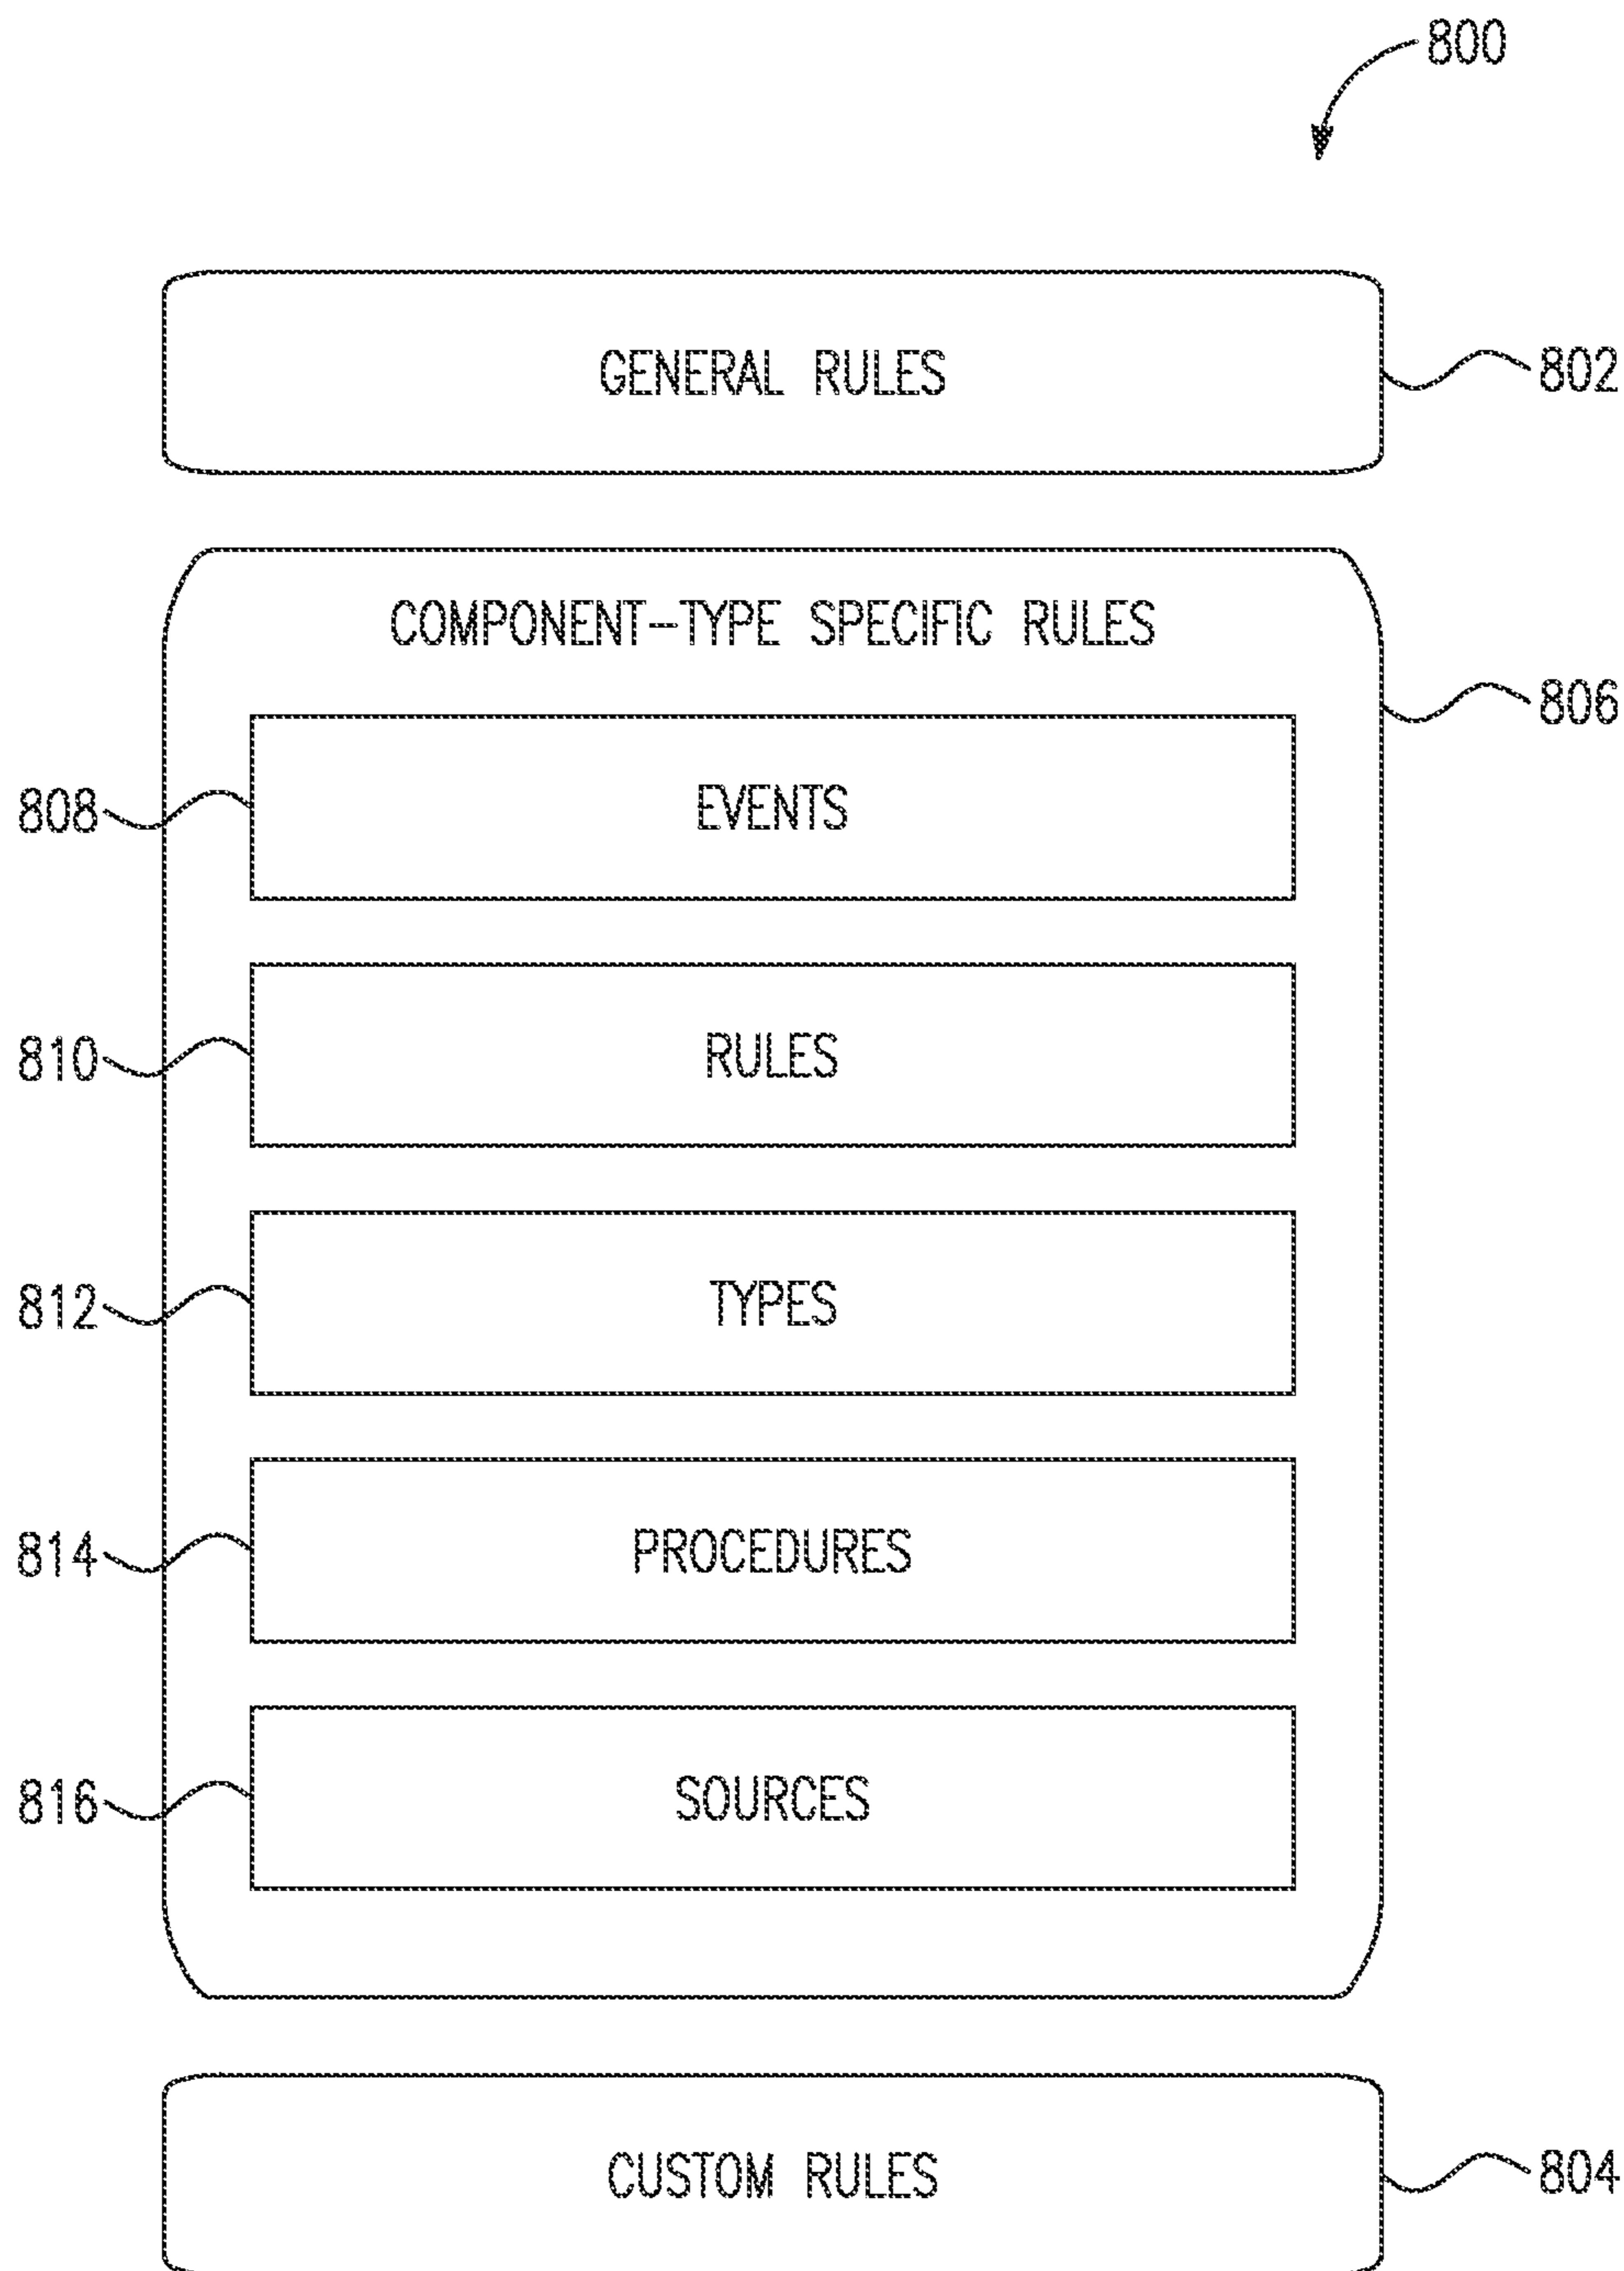 800
GENERAL RULES
802
COMPONENT-TYPE SPECIFIC RULES
806
808
EVENTS
810
RULES
812
TYPES
814
PROCEDURES
816
SOURCES
CUSTOM RULES
804